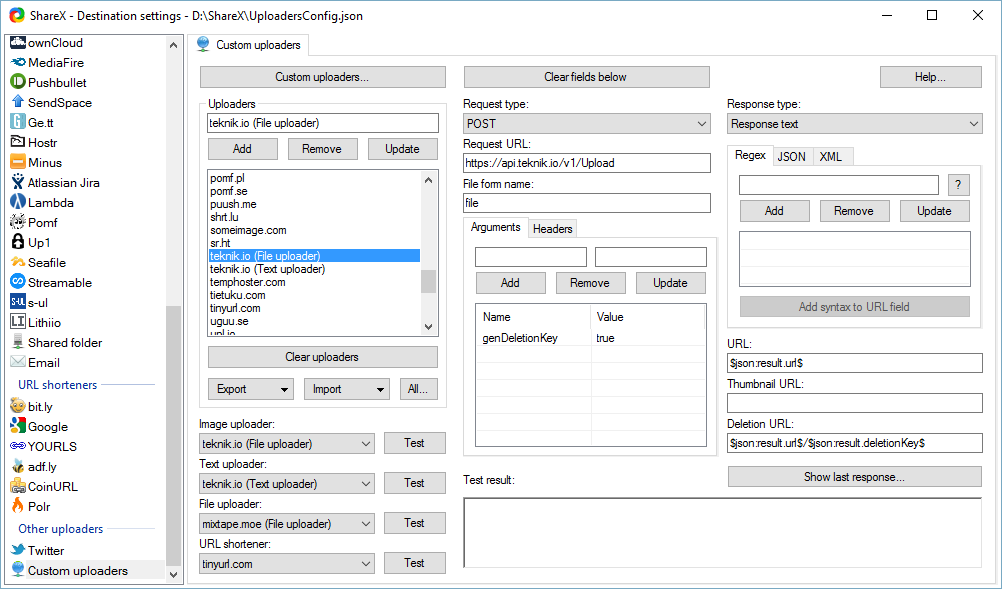 ShareX - Destination settings - D:\ShareX\UploadersConfig.json
ownCloud
MediaFire
Pushbullet
SendSpace
Ge.tt
Hostr
Minus
Atlassian Jira
Lambda
Pomf
Up1
Seafile
Streamable
s-ul
Lithiio
Shared folder
Email
URL shorteners
bit.ly
Google
YOURLS
adf.ly
CoinURL
Polr
Other uploaders
Twitter
Custom uploaders
Custom uploaders
Custom uploaders...
Uploaders
teknik.io (File uploader)
Add Remove Update
pomf.pl
pomf.se
puush.me
shrt.lu
someimage.com
sr.ht
teknik.io (File uploader)
teknik.io (Text uploader)
temphoster.com
tietuku.com
tinyurl.com
uguu.se
upl.io
Clear uploaders
Export Import All...
Image uploader:
teknik.io (File uploader) Test
Text uploader:
teknik.io (Text uploader) Test
File uploader:
mixtape.moe (File uploader) Test
URL shortener:
tinyurl.com Test
Clear fields below
Request type:
POST
Request URL:
https://api.teknik.io/v1/Upload
File form name:
file
Arguments Headers
Add Remove Update
Name Value
genDeletionKey true
Test result:
Help...
Response type:
Response text
Regex JSON XML
?
Add Remove Update
Add syntax to URL field
URL:
$json:result.url$
Thumbnail URL:
Deletion URL:
$json:result.url$/$json:result.deletionKey$
Show last response...